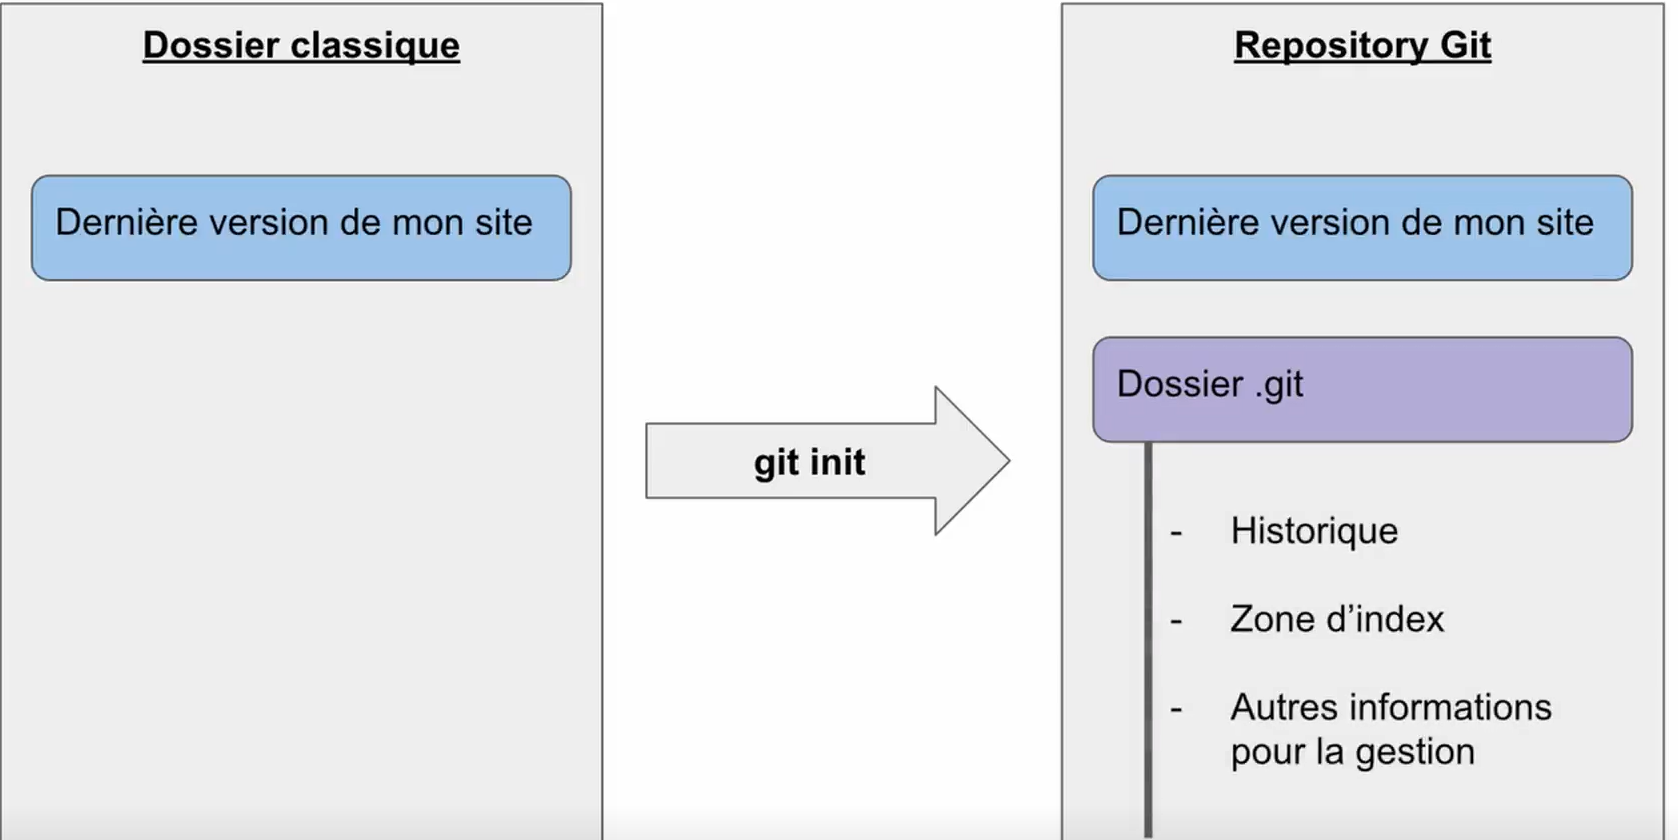 Dossier classique
Dernière version de mon site
git init
Repository Git
Dernière version de mon site
Dossier .git
- Historique
- Zone d’index
- Autres informations
pour la gestion